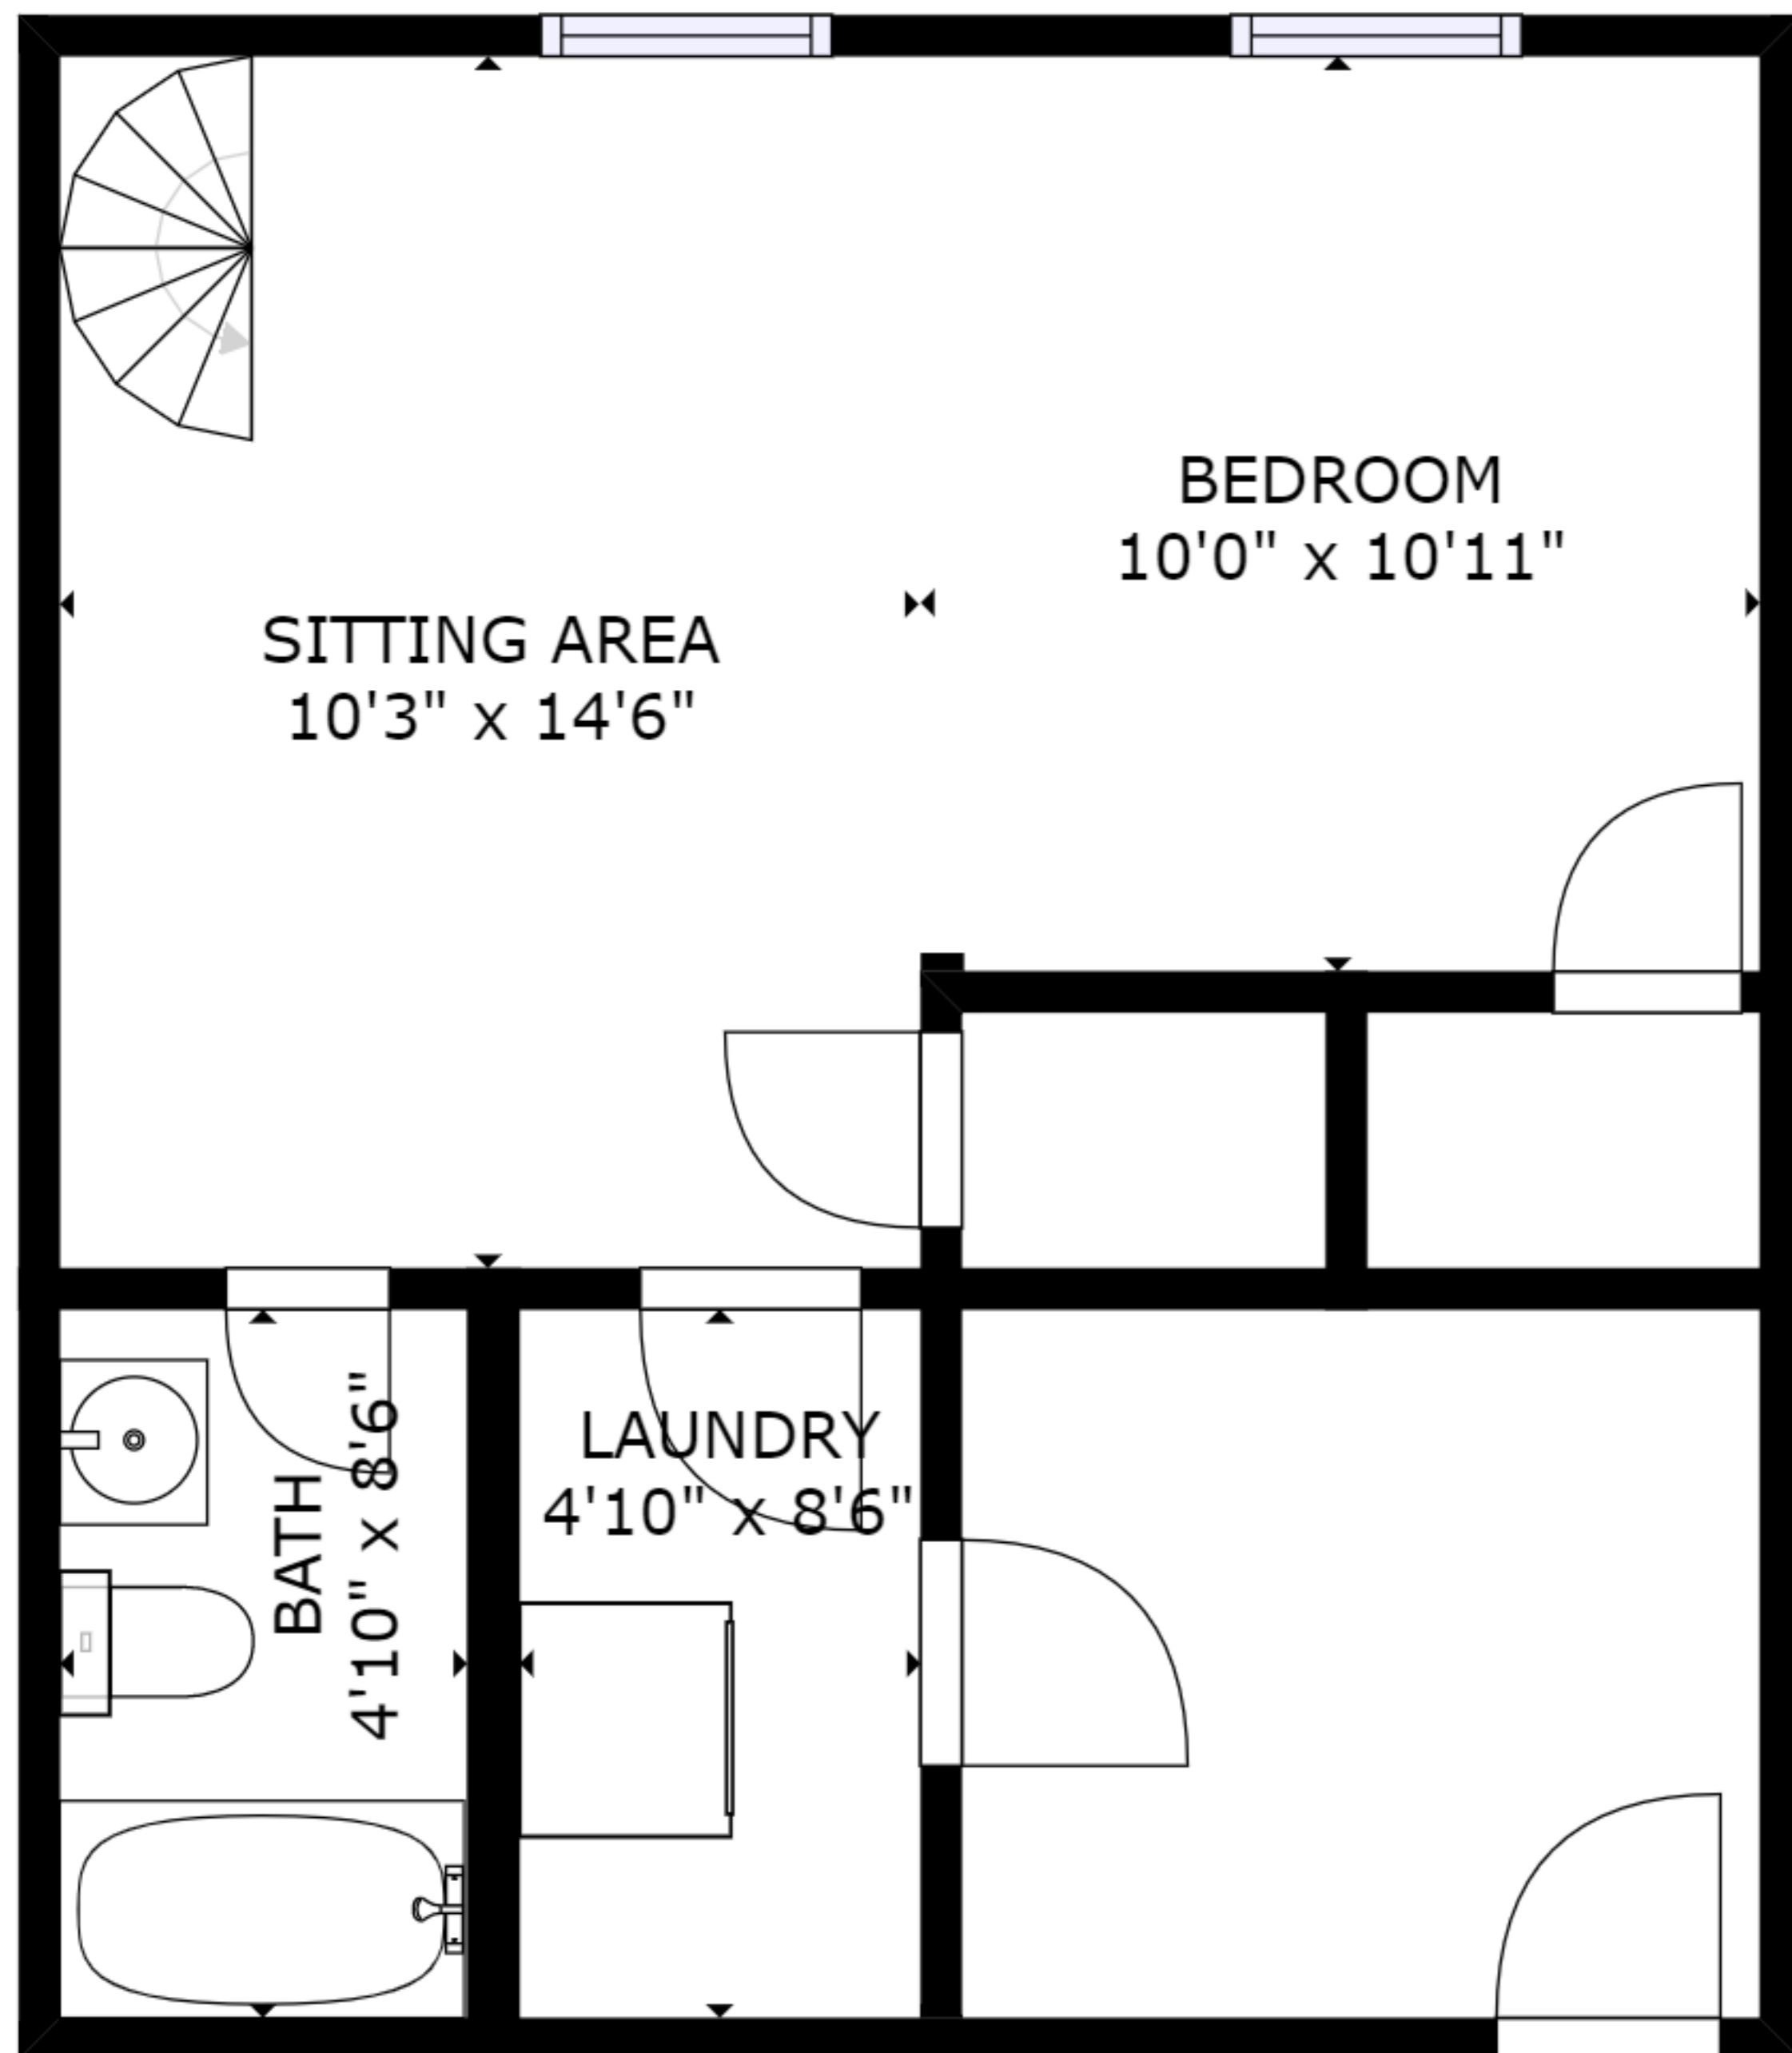 BEDROOM
10'0" x 10'11"
SITTING AREA
10'3" x 14'6"
LAUNDRY
4'10" x 8'6"
BATH
4'10" x 8'6"